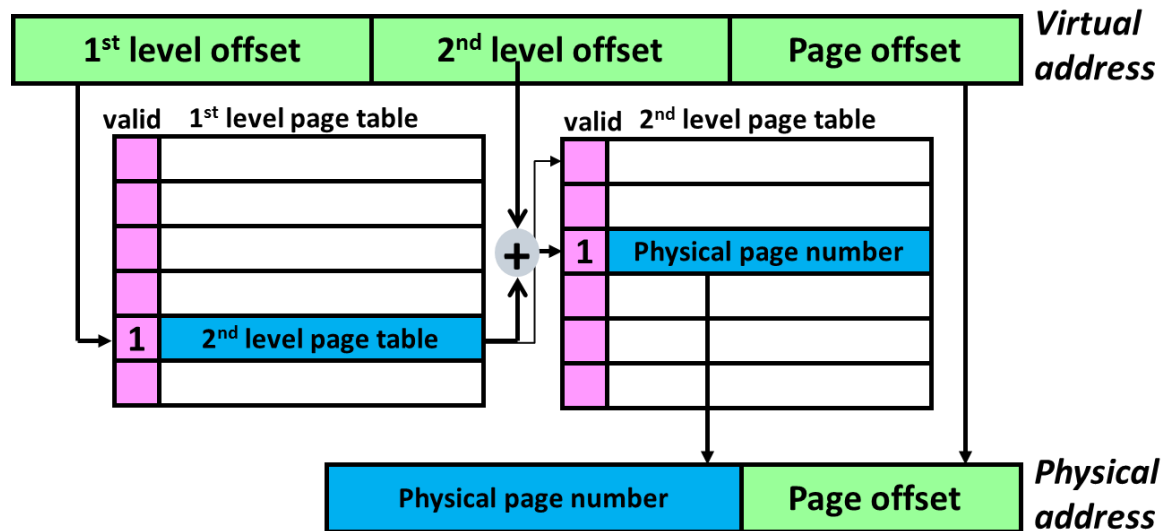 1st level offset 2nd level offset Page offset Virtual address
valid 1st level page table valid 2nd level page table
+ 1 Physical page number
1 2nd level page table
Physical page number Page offset Physical address